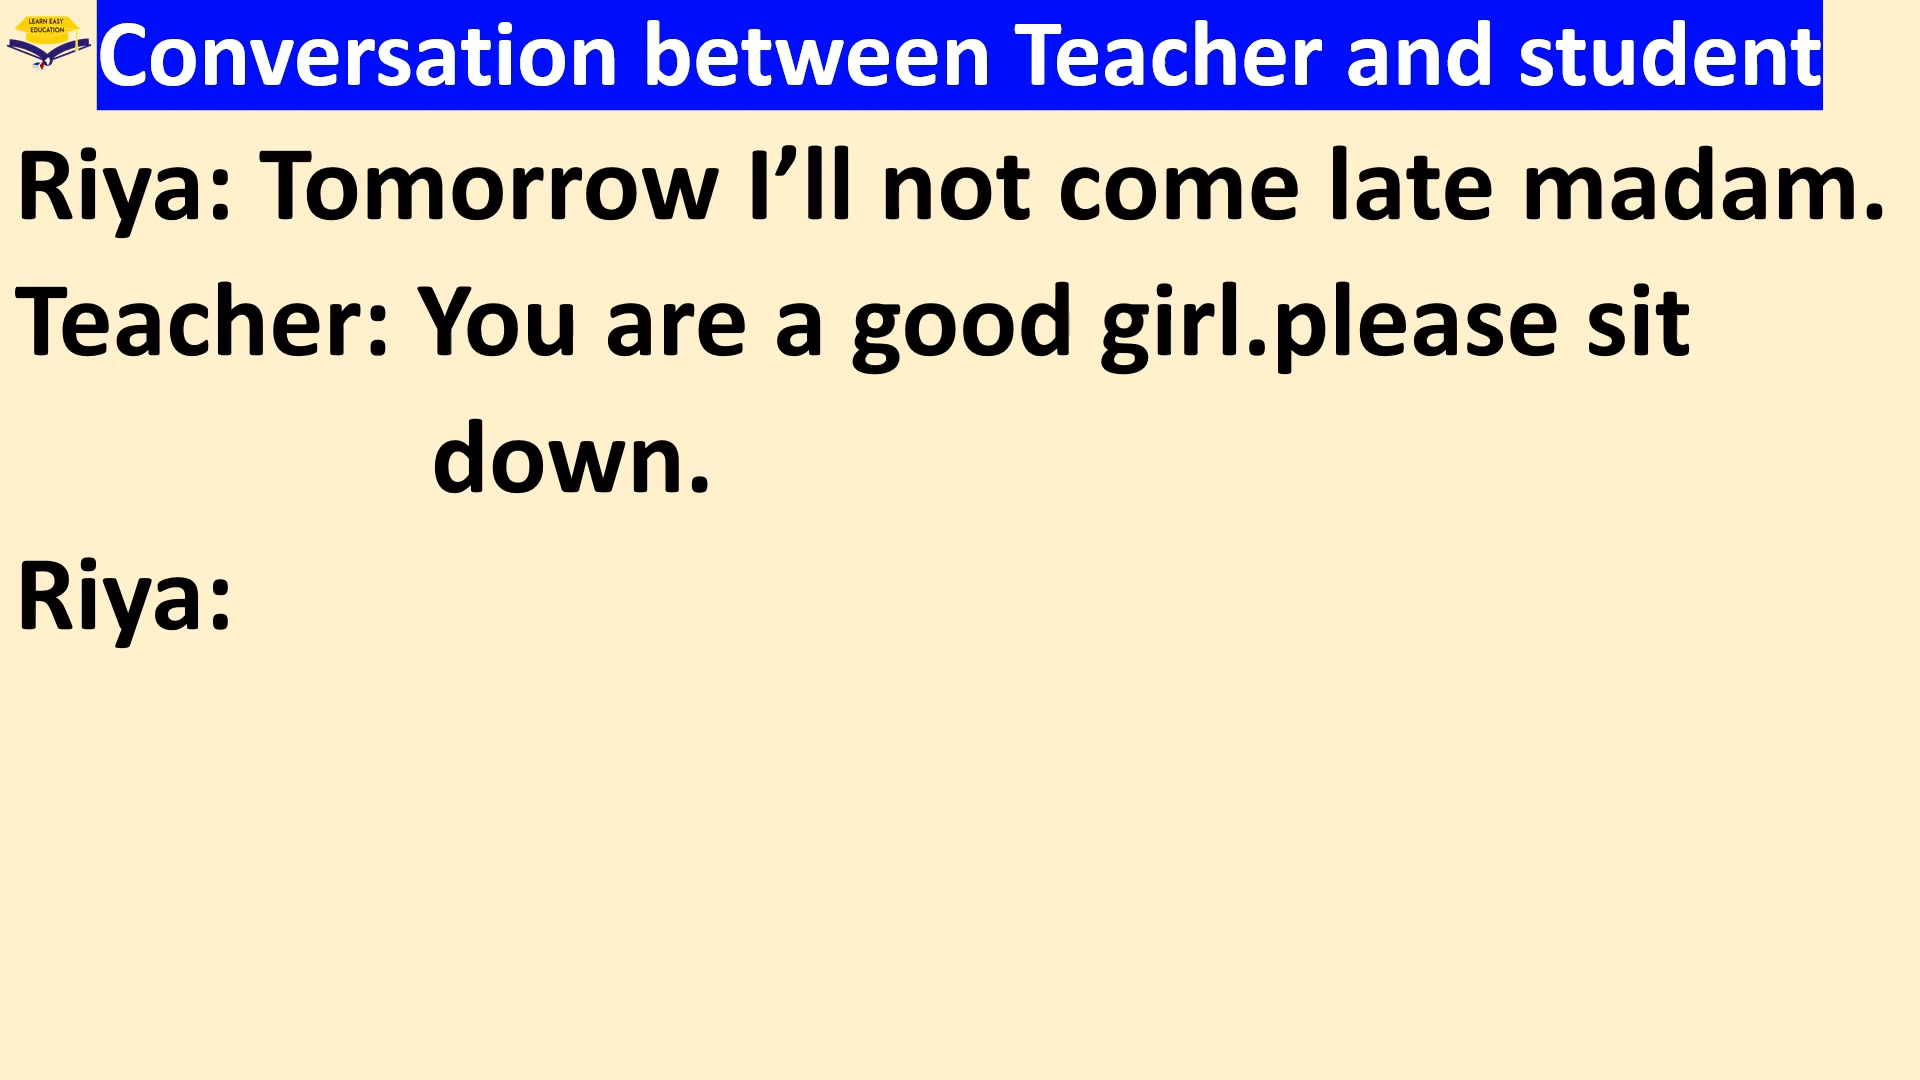 LEARN EASY
EDUCATION
Conversation between Teacher and student
Riya: Tomorrow I’ll not come late madam.
Teacher: You are a good girl.please sit
down.
Riya: